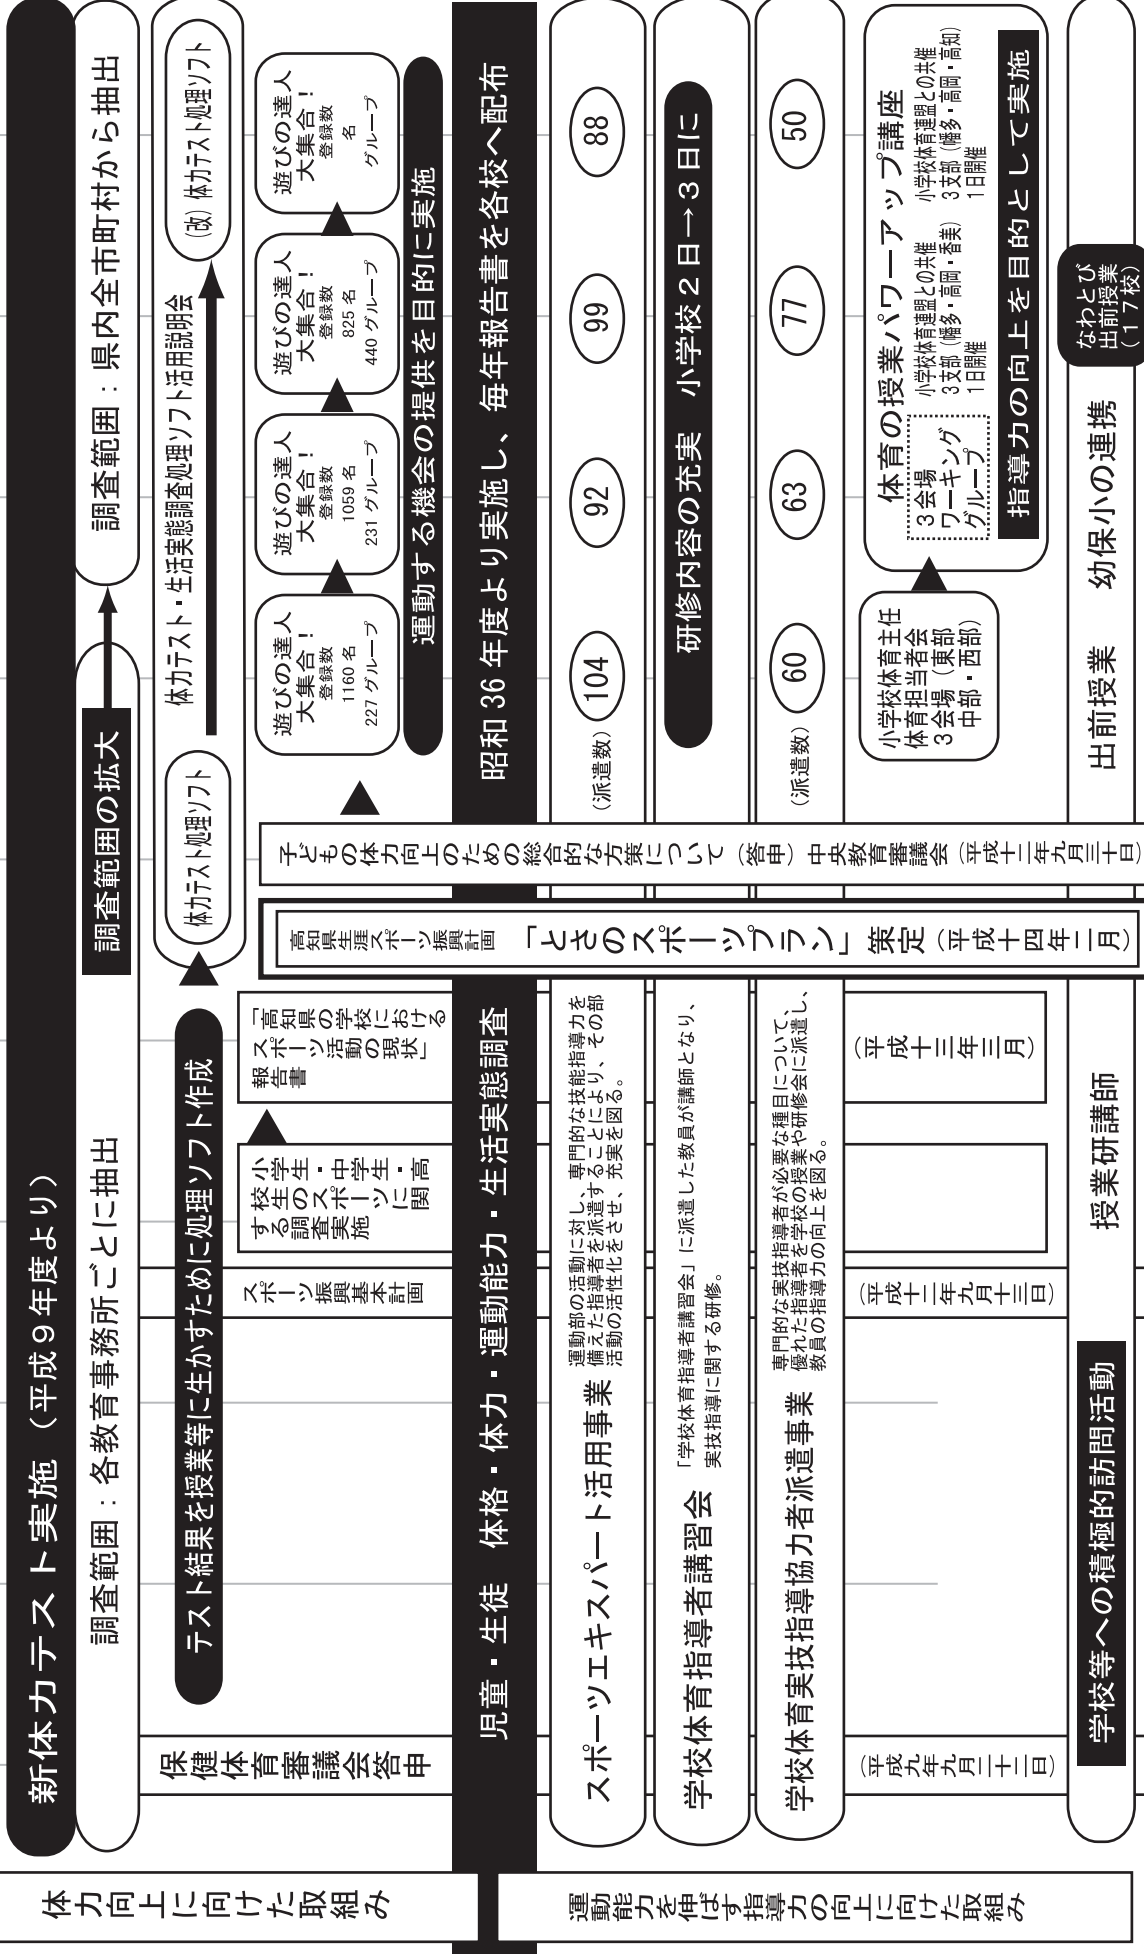 体力向上に向けた取組み
運動能力を伸ばす指導力の向上に向けた取組み
新体力テスト実施（平成９年度より）
調査範囲：各教育事務所ごとに抽出
調査範囲の拡大
調査範囲：県内全市町村から抽出
保健体育審議会答申
（平成九年九月二十二日）
テスト結果を授業等に生かすために処理ソフト作成
体力テスト処理ソフト
体力テスト・生活実態調査処理ソフト活用説明会
（改）体力テスト処理ソフト
スポーツ振興基本計画
（平成十二年九月十三日）
小学生・中学生・高
校生のスポーツに関
する調査実施
「高知県の学校における
スポーツ活動の現状」
報告書
（平成十三年三月）
高知県生涯スポーツ振興計画
「とさのスポーツプラン」策定（平成十四年二月）
子どもの体力向上のための総合的な方策について（答申）中央教育審議会（平成十二年九月三十日）
遊びの達人
大集合！
登録数
1160 名
227 グループ
遊びの達人
大集合！
登録数
1059 名
231 グループ
遊びの達人
大集合！
登録数
825 名
440 グループ
遊びの達人
大集合！
登録数
名
グループ
運動する機会の提供を目的に実施
児童・生徒　体格・体力・運動能力・生活実態調査
昭和 36 年度より実施し、毎年報告書を各校へ配布
スポーツエキスパート活用事業
運動部の活動に対し、専門的な技能指導力を
備えた指導者を派遣することにより、その部
活動の活性化をさせ、充実を図る。
（派遣数）
104
92
99
88
学校体育指導者講習会
「学校体育指導者講習会」に派遣した教員が講師となり、
実技指導に関する研修。
研修内容の充実　小学校２日→３日に
学校体育実技指導協力者派遣事業
専門的な実技指導者が必要な種目について、
優れた指導者を学校の授業や研修会に派遣し、
教員の指導力の向上を図る。
（派遣数）
60
63
77
50
小学校体育主任
体育担当者会
３会場（東部
中部・西部）
体育の授業パワーアップ講座
３会場
ワーキング
グループ
小学校体育連盟との共催
３支部（幡多・高岡・香美）
１日開催
小学校体育連盟との共催
３支部（幡多・高岡・高知）
１日開催
指導力の向上を目的として実施
学校等への積極的訪問活動
授業研講師
出前授業
幼保小の連携
なわとび
出前授業
（１７校）